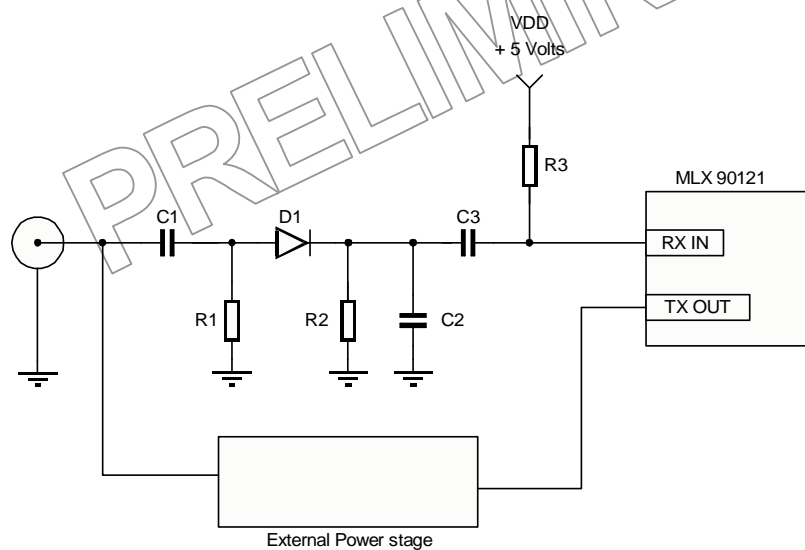 PRELIMIN
VDD
+ 5 Volts
R3
MLX 90121
C1
D1
C3
RX IN
TX OUT
R1
R2
C2
External Power stage